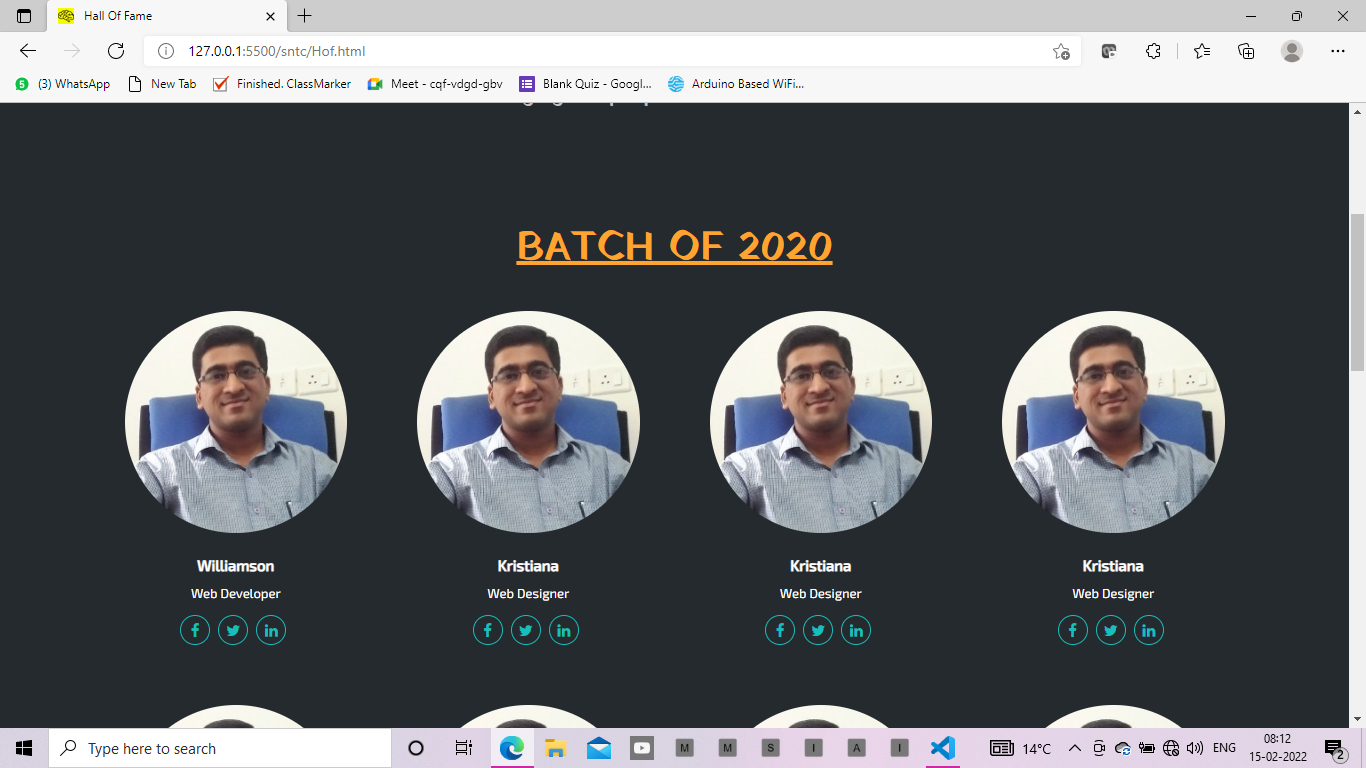 Hall Of Fame
127.0.0.1:5500/sntc/Hof.html
(3) WhatsApp
New Tab
Finished. ClassMarker
Meet - cqf-vdgd-gbv
Blank Quiz - Googl...
Arduino Based WiFi...
BATCH OF 2020
Williamson
Kristiana
Kristiana
Kristiana
Web Developer
Web Designer
Web Designer
Web Designer
Type here to search
M
M
S
I
A
I
14°C
ENG
08:12
15-02-2022
2